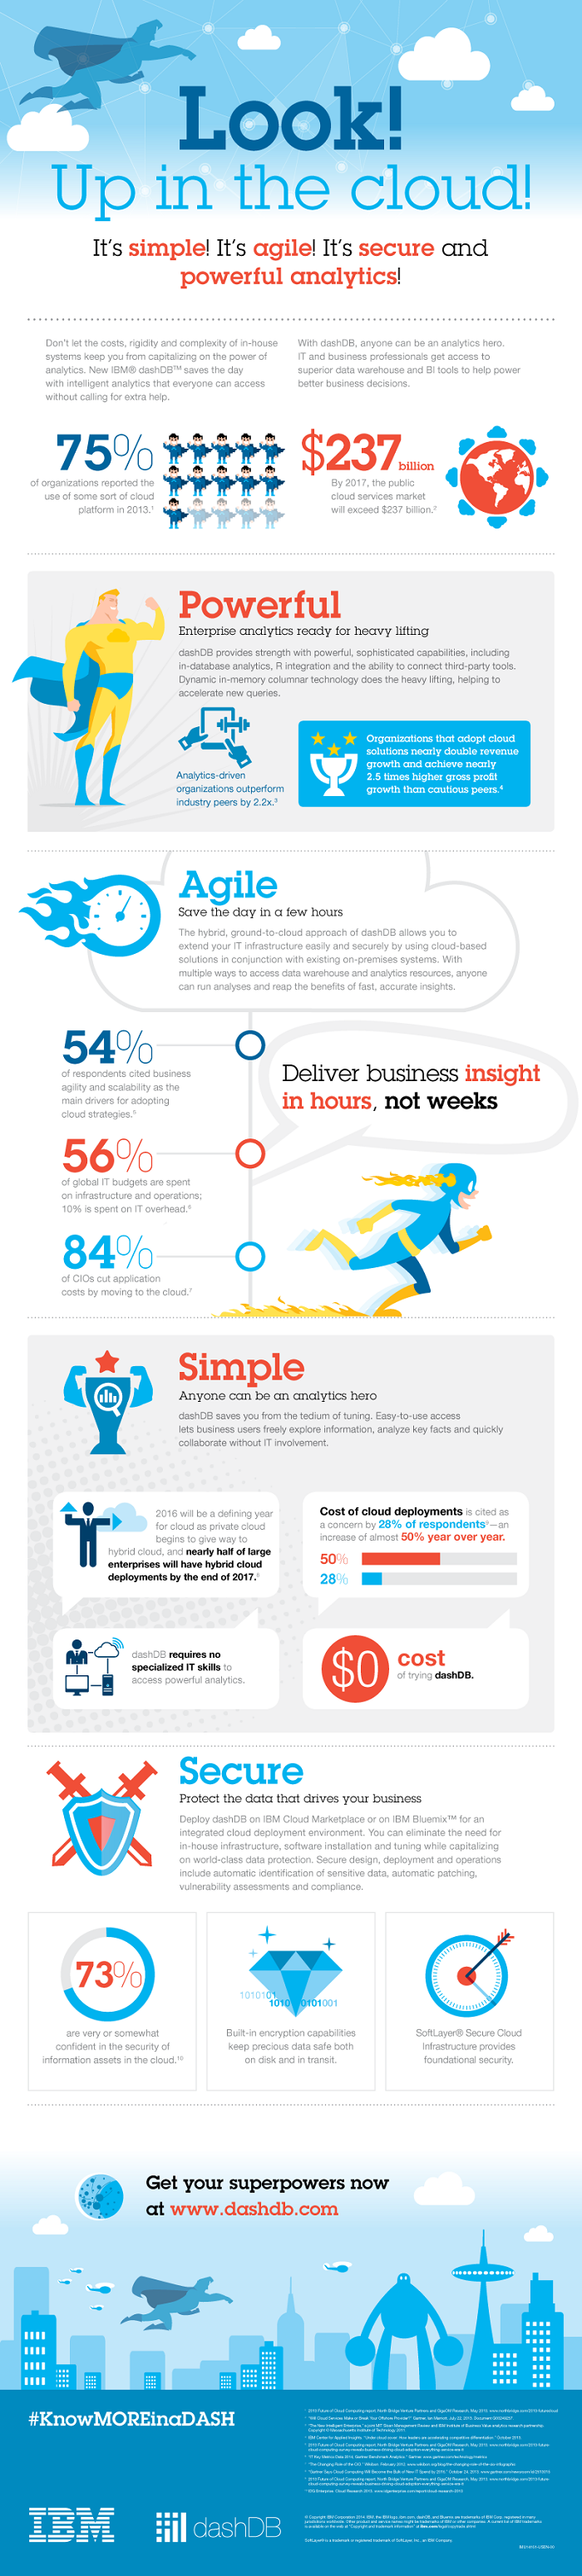 Look!
Up in the cloud!
It's simple! It's agile! It's secure and
powerful analytics!
Don't let the costs, rigidity and complexity of in-house
systems keep you from capitalizing on the power of
analytics. New IBM® dashDB™ saves the day
with intelligent analytics that everyone can access
without calling for extra help.
With dashDB, anyone can be an analytics hero.
IT and business professionals get access to
superior data warehouse and BI tools to help power
better business decisions.
75%
of organizations reported the
use of some sort of cloud
platform in 2013.¹
$237 billion
By 2017, the public
cloud services market
will exceed $237 billion.²
Powerful
Enterprise analytics ready for heavy lifting
dashDB provides strength with powerful, sophisticated capabilities, including
in-database analytics, R integration and the ability to connect third-party tools.
Dynamic in-memory columnar technology does the heavy lifting, helping to
accelerate new queries.
Analytics-driven
organizations outperform
industry peers by 2.2x.³
Organizations that adopt cloud
solutions nearly double revenue
growth and achieve nearly
2.5 times higher gross profit
growth than cautious peers.⁴
Agile
Save the day in a few hours
The hybrid, ground-to-cloud approach of dashDB allows you to
extend your IT infrastructure easily and securely by using cloud-based
solutions in conjunction with existing on-premises systems. With
multiple ways to access data warehouse and analytics resources, anyone
can run analyses and reap the benefits of fast, accurate insights.
54%
of respondents cited business
agility and scalability as the
main drivers for adopting
cloud strategies.⁵
Deliver business insight
in hours, not weeks
56%
of global IT budgets are spent
on infrastructure and operations;
10% is spent on IT overhead.⁶
84%
of CIOs cut application
costs by moving to the cloud.⁷
Simple
Anyone can be an analytics hero
dashDB saves you from the tedium of tuning. Easy-to-use access
lets business users freely explore information, analyze key facts and quickly
collaborate without IT involvement.
2016 will be a defining year
for cloud as private cloud
begins to give way to
hybrid cloud, and nearly half of large
enterprises will have hybrid cloud
deployments by the end of 2017.⁸
Cost of cloud deployments is cited as
a concern by 28% of respondents⁹—an
increase of almost 50% year over year.
50%
28%
dashDB requires no
specialized IT skills to
access powerful analytics.
$0 cost
of trying dashDB.
Secure
Protect the data that drives your business
Deploy dashDB on IBM Cloud Marketplace or on IBM Bluemix™ for an
integrated cloud deployment environment. You can eliminate the need for
in-house infrastructure, software installation and tuning while capitalizing
on world-class data protection. Secure design, deployment and operations
include automatic identification of sensitive data, automatic patching,
vulnerability assessments and compliance.
73%
are very or somewhat
confident in the security of
information assets in the cloud.¹⁰
1010101
1010 0101001
Built-in encryption capabilities
keep precious data safe both
on disk and in transit.
SoftLayer® Secure Cloud
Infrastructure provides
foundational security.
Get your superpowers now
at www.dashdb.com
#KnowMOREinaDASH
IBM
dashDB